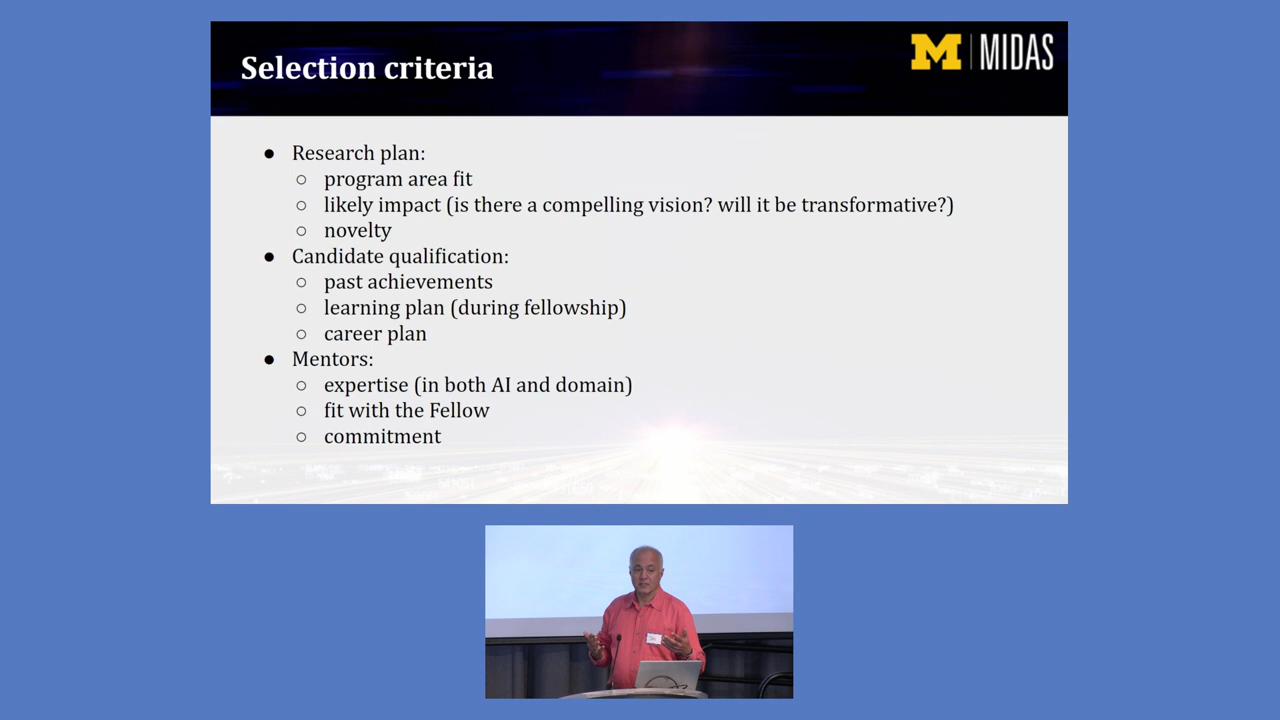 Selection criteria
M | MIDAS
● Research plan:
○ program area fit
○ likely impact (is there a compelling vision? will it be transformative?)
○ novelty
● Candidate qualification:
○ past achievements
○ learning plan (during fellowship)
○ career plan
● Mentors:
○ expertise (in both AI and domain)
○ fit with the Fellow
○ commitment